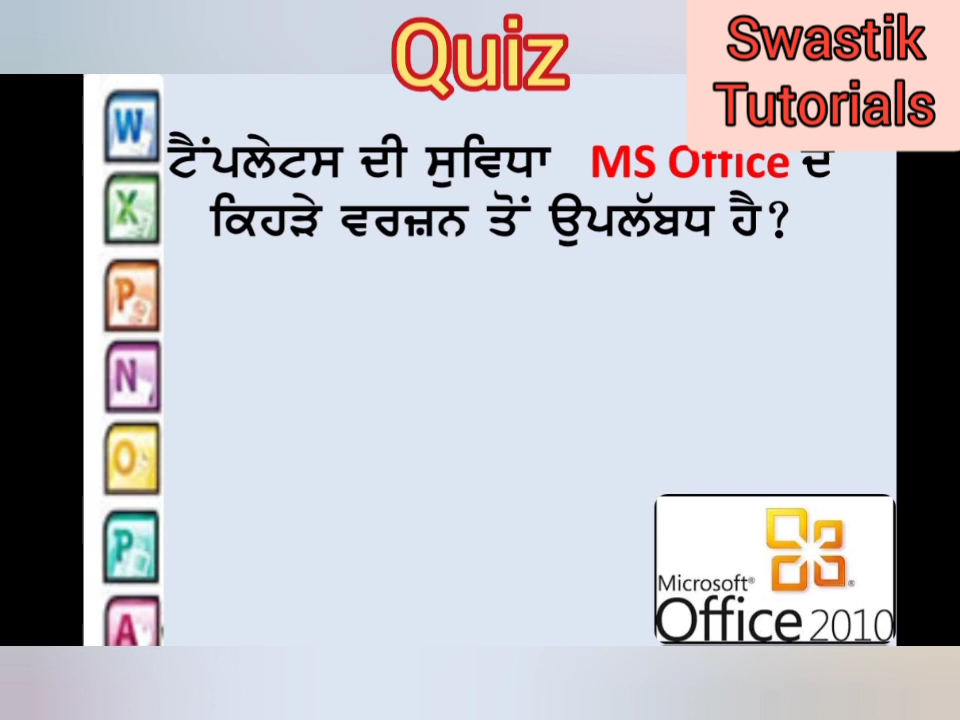 Quiz
Swastik
Tutorials
ਟੈਂਪਲੇਟਸ ਦੀ ਸੁਵਿਧਾ MS Office ਦੇ
ਕਿਹੜੇ ਵਰਜ਼ਨ ਤੋਂ ਉਪਲੱਬਧ ਹੈ?
W
X
P
N
O
P
A
Microsoft®
Office 2010